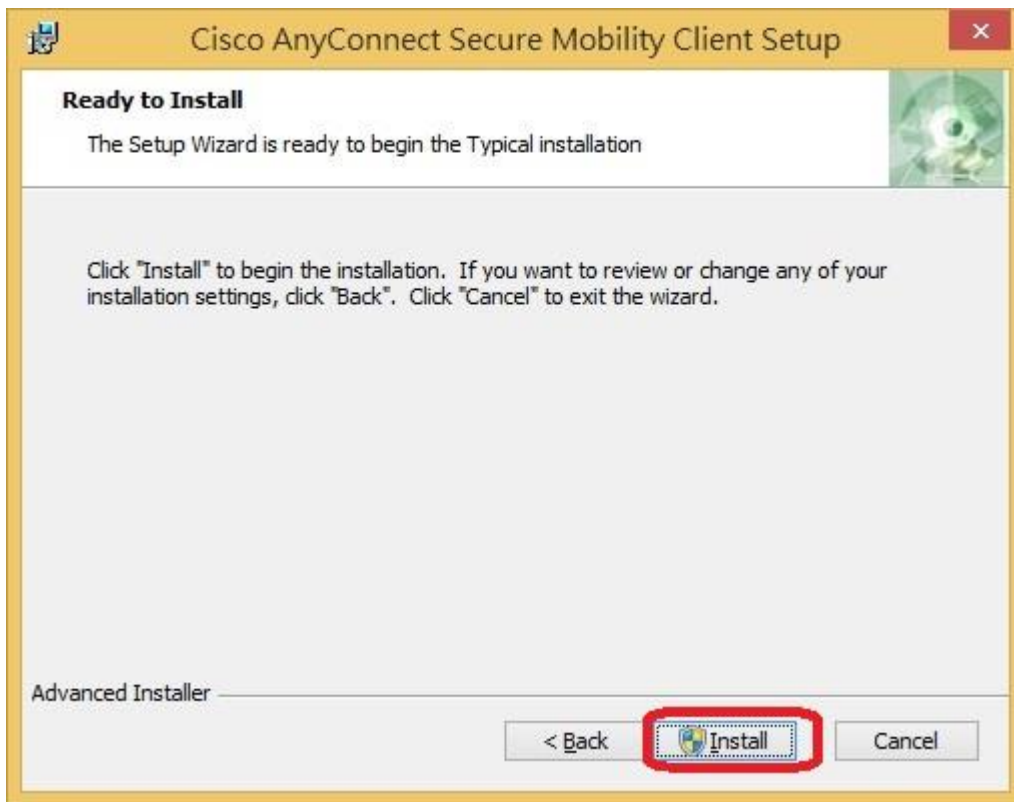 Cisco AnyConnect Secure Mobility Client Setup
Ready to Install
The Setup Wizard is ready to begin the Typical installation
Click "Install" to begin the installation. If you want to review or change any of your
installation settings, click "Back". Click "Cancel" to exit the wizard.
Advanced Installer
< Back Install Cancel